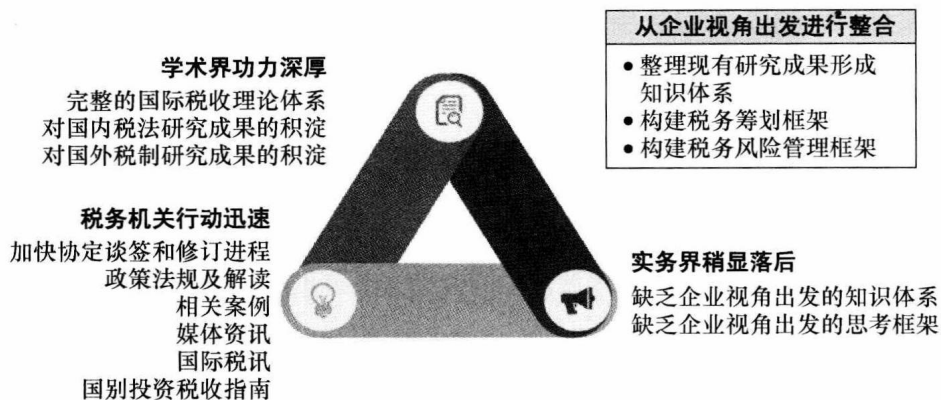 学术界功力深厚
完整的国际税收理论体系
对国内税法研究成果的积淀
对国外税制研究成果的积淀
从企业视角出发进行整合
● 整理现有研究成果形成
知识体系
● 构建税务筹划框架
● 构建税务风险管理框架
税务机关行动迅速
加快协定谈签和修订进程
政策法规及解读
相关案例
媒体资讯
国际税讯
国别投资税收指南
实务界稍显落后
缺乏企业视角出发的知识体系
缺乏企业视角出发的思考框架